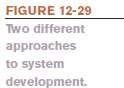 FIGURE 12-29
Two different
approaches
to system
development.